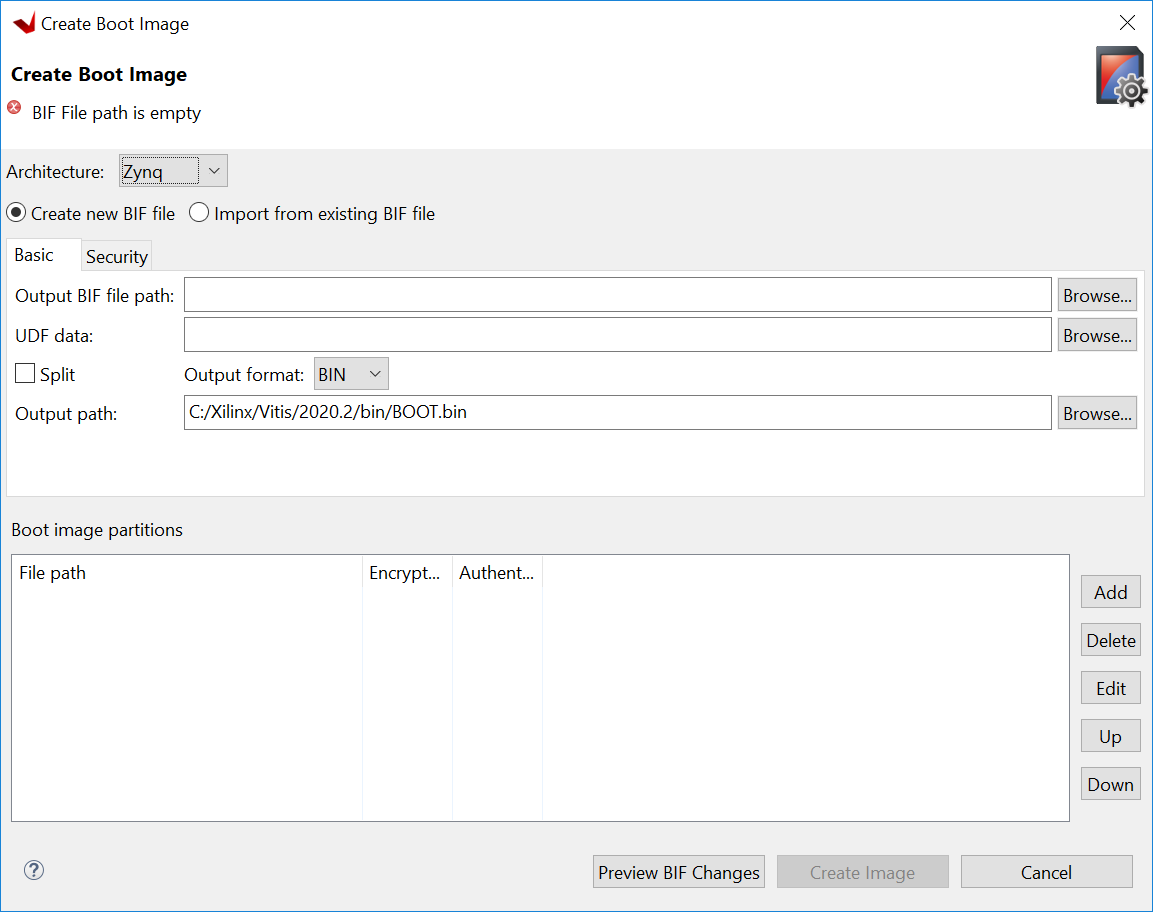 Create Boot Image
Create Boot Image
BIF File path is empty
Architecture: Zynq
Create new BIF file Import from existing BIF file
Basic Security
Output BIF file path: Browse...
UDF data: Browse...
Split Output format: BIN
Output path: C:/Xilinx/Vitis/2020.2/bin/BOOT.bin Browse...
Boot image partitions
File path Encrypt... Authent...
Add
Delete
Edit
Up
Down
? Preview BIF Changes Create Image Cancel